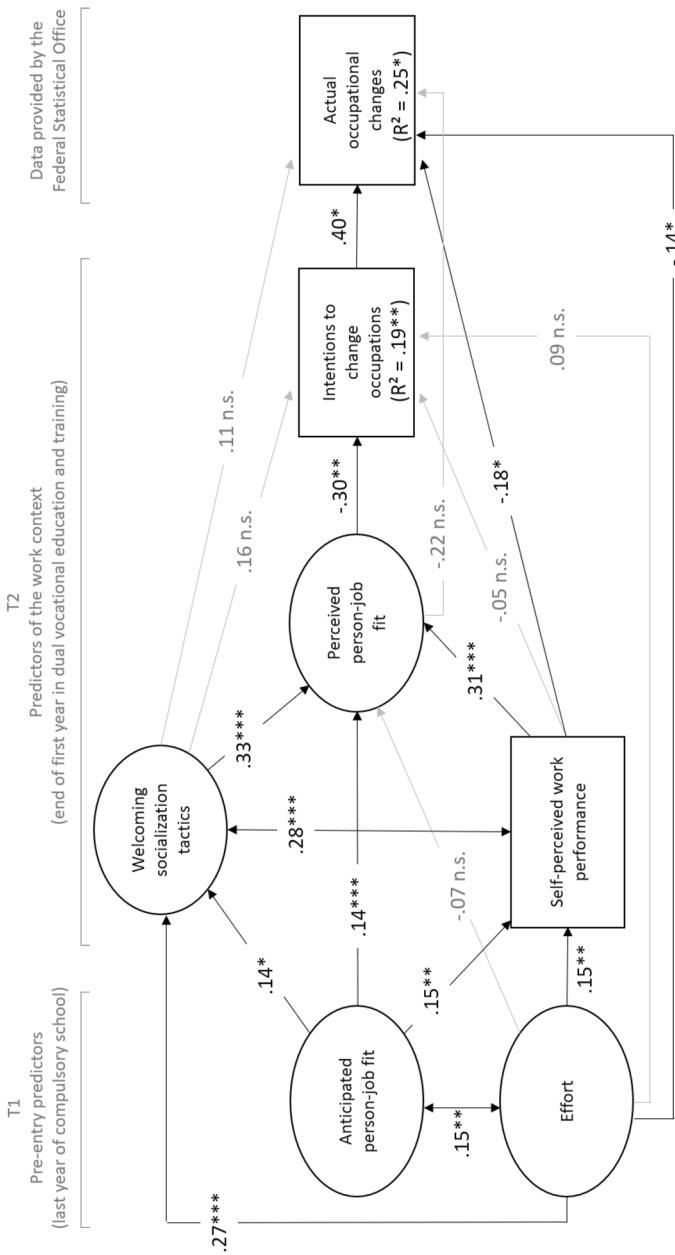 T1
Pre-entry predictors
(last year of compulsory school)
T2
Predictors of the work context
(end of first year in dual vocational education and training)
Data provided by the
Federal Statistical Office
.27***
Welcoming
socialization
tactics
.11 n.s.
.16 n.s.
.14*
.33***
.28***
Anticipated
person-job fit
.14***
Perceived
person-job
fit
-.30**
Intentions to
change
occupations
(R² = .19**)
.40*
Actual
occupational
changes
(R² = .25*)
.15**
.15**
-.07 n.s.
.31***
-.22 n.s.
-.05 n.s.
-.18*
Effort
.15**
Self-perceived work
performance
.09 n.s.
-.14*